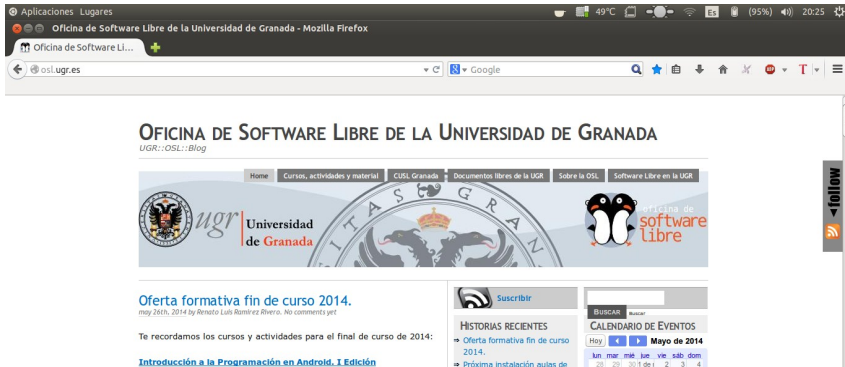 Aplicaciones Lugares
49°C Es (95%) 20:25
Oficina de Software Libre de la Universidad de Granada - Mozilla Firefox
Oficina de Software Li...
osl.ugr.es
Google
OFICINA DE SOFTWARE LIBRE DE LA UNIVERSIDAD DE GRANADA
UGR::OSL::Blog
Home Cursos, actividades y material CUSL Granada Documentos libres de la UGR Sobre la OSL Software Libre en la UGR
ugr Universidad de Granada
oficina de software libre
follow
Oferta formativa fin de curso 2014.
may 26th, 2014 by Renato Luis Ramírez Rivero. No comments yet
Te recordamos los cursos y actividades para el final de curso de 2014:
Introducción a la Programación en Android. I Edición
Suscribir
HISTORIAS RECIENTES
Oferta formativa fin de curso 2014.
Próxima instalación aulas de
BUSCAR BUSCAR
CALENDARIO DE EVENTOS
Hoy Mayo de 2014
lun mar mié jue vie sáb dom
28 29 30 1 de 2 3 4